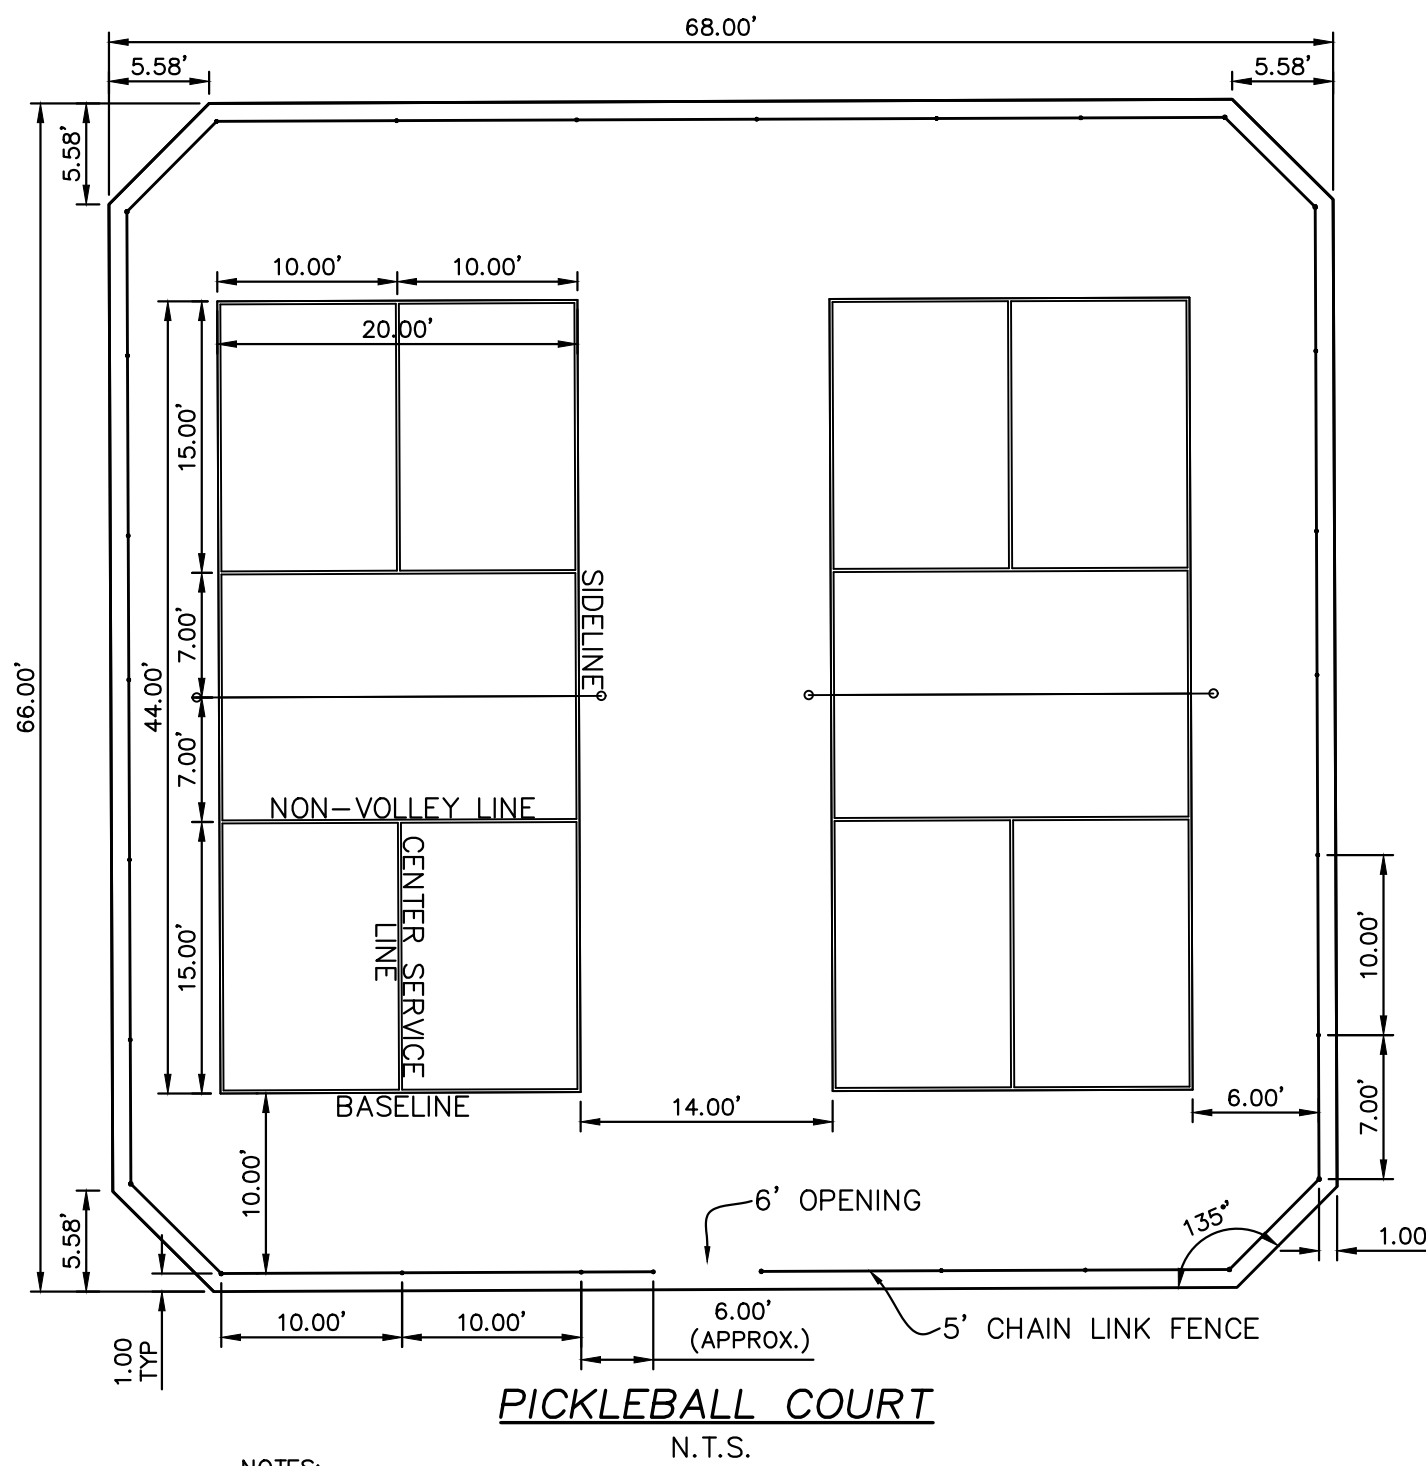 68.00'
5.58'
5.58'
5.58'
10.00'
10.00'
20.00'
15.00'
SIDELINE
7.00'
66.00'
44.00'
7.00'
NON-VOLLEY LINE
CENTER SERVICE
LINE
15.00'
10.00'
BASELINE
14.00'
6.00'
7.00'
10.00'
6' OPENING
135°
5.58'
1.00
10.00'
10.00'
6.00'
(APPROX.)
5' CHAIN LINK FENCE
1.00
TYP
PICKLEBALL COURT
N.T.S.
NOTES: